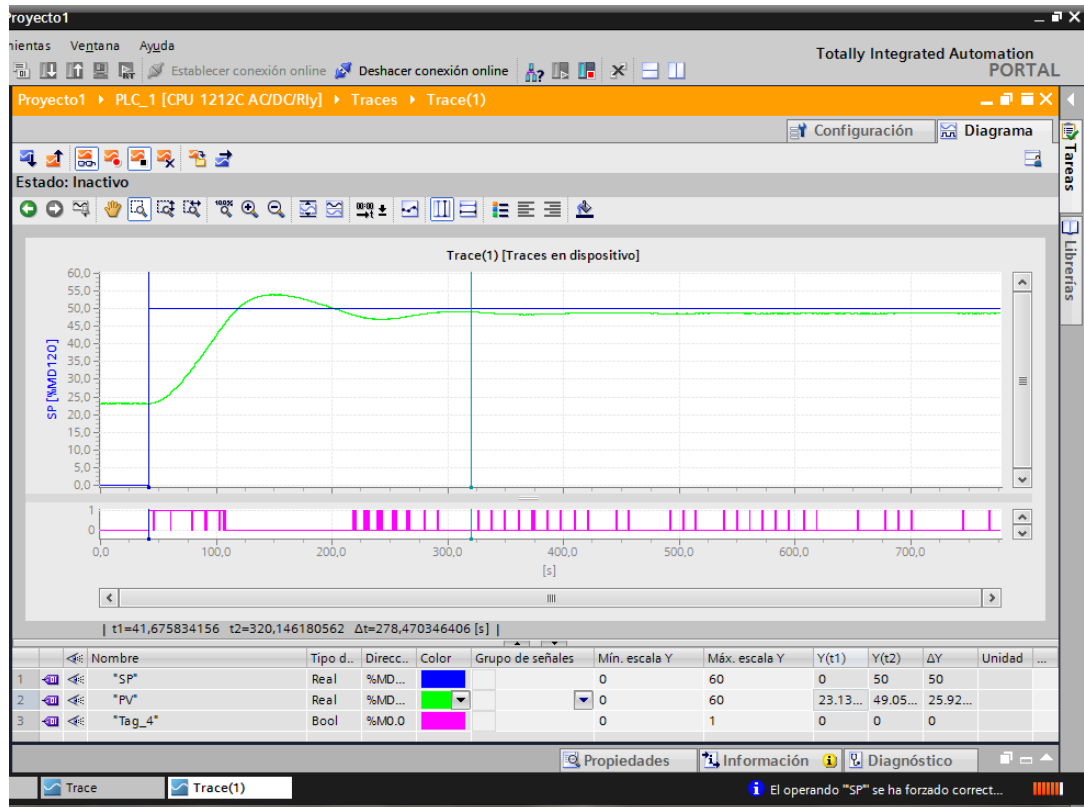 Proyecto1
mientas Ventana Ayuda
Totally Integrated Automation
PORTAL
Establecer conexión online Deshacer conexión online
Proyecto1 PLC_1 [CPU 1212C AC/DC/Rly] Traces Trace(1)
Configuración Diagrama
Tareas
Librerías
Estado: Inactivo
Trace(1) [Traces en dispositivo]
SP [%MD120]
60,0
55,0
50,0
45,0
40,0
35,0
30,0
25,0
20,0
15,0
10,0
5,0
0,0
1
0
0,0 100,0 200,0 300,0 400,0 500,0 600,0 700,0
[s]
| t1=41,675834156 t2=320,146180562 Δt=278,470346406 [s] |
Nombre Tipo d.. Direcc... Color Grupo de señales Mín. escala Y Máx. escala Y Y(t1) Y(t2) ΔY Unidad ...
1 "SP" Real %MD... 0 60 0 50 50
2 "PV" Real %MD... 0 60 23.13... 49.05... 25.92...
3 "Tag_4" Bool %M0.0 0 1 0 0 0
Propiedades Información Diagnóstico
Trace Trace(1) El operando '"SP"' se ha forzado correct...